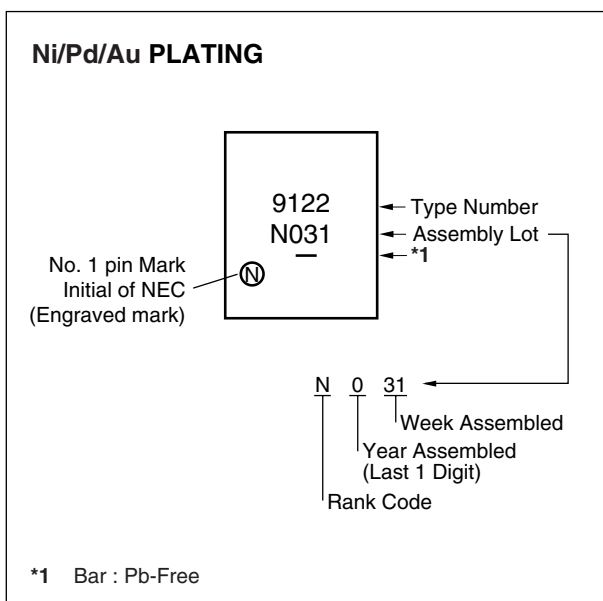 Ni/Pd/Au PLATING
9122
N031
Type Number
Assembly Lot
*1
No. 1 pin Mark
Initial of NEC
(Engraved mark)
N
N 0 31
Week Assembled
Year Assembled
(Last 1 Digit)
Rank Code
*1 Bar : Pb-Free